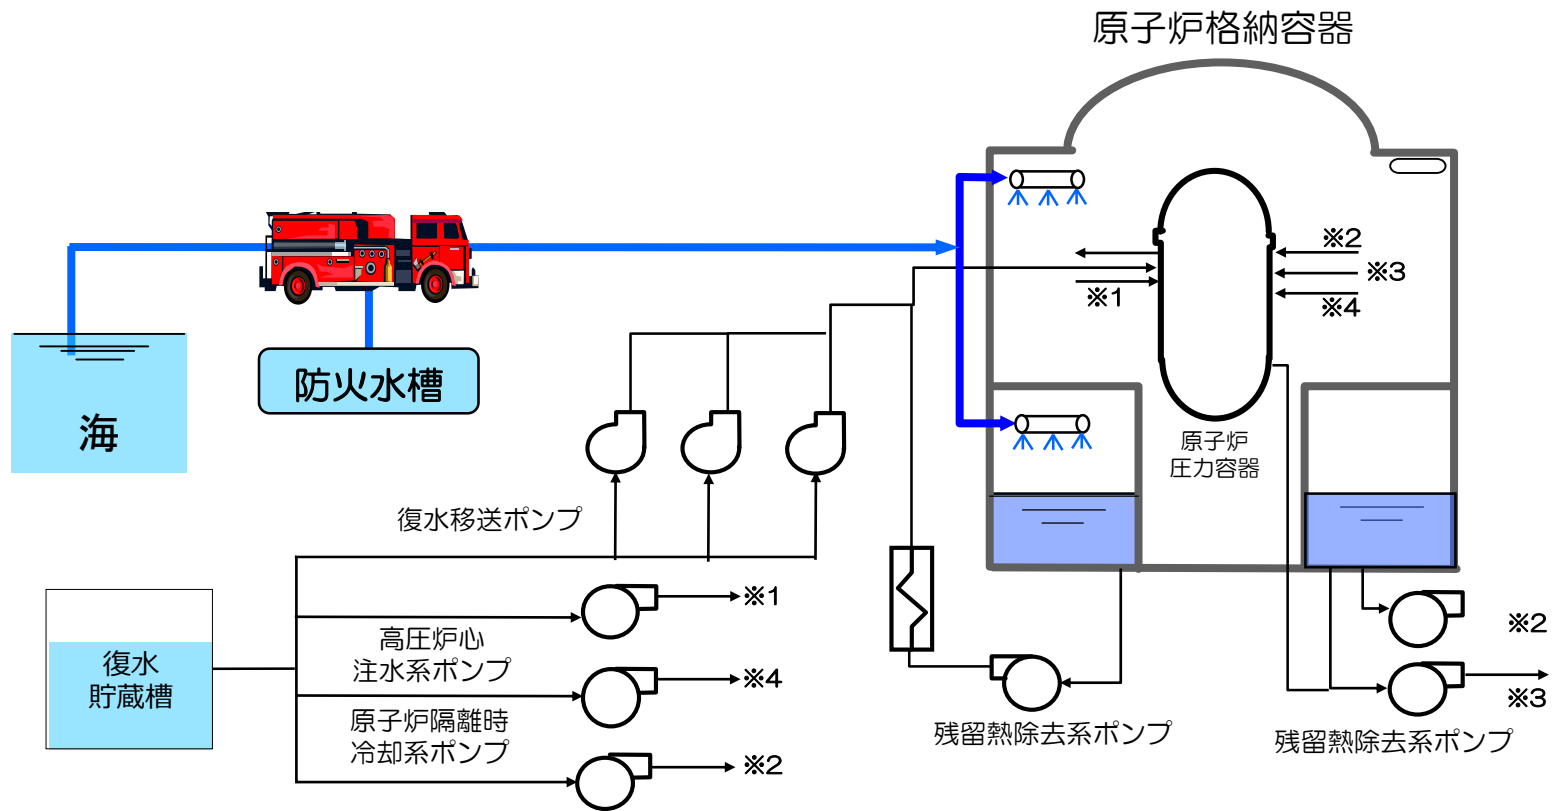 原子炉格納容器
※2
※3
※1
※4
防火水槽
海
原子炉
圧力容器
復水移送ポンプ
※1
高圧炉心
注水系ポンプ
※2
復水
貯蔵槽
※4
※3
原子炉隔離時
冷却系ポンプ
残留熱除去系ポンプ
残留熱除去系ポンプ
※2